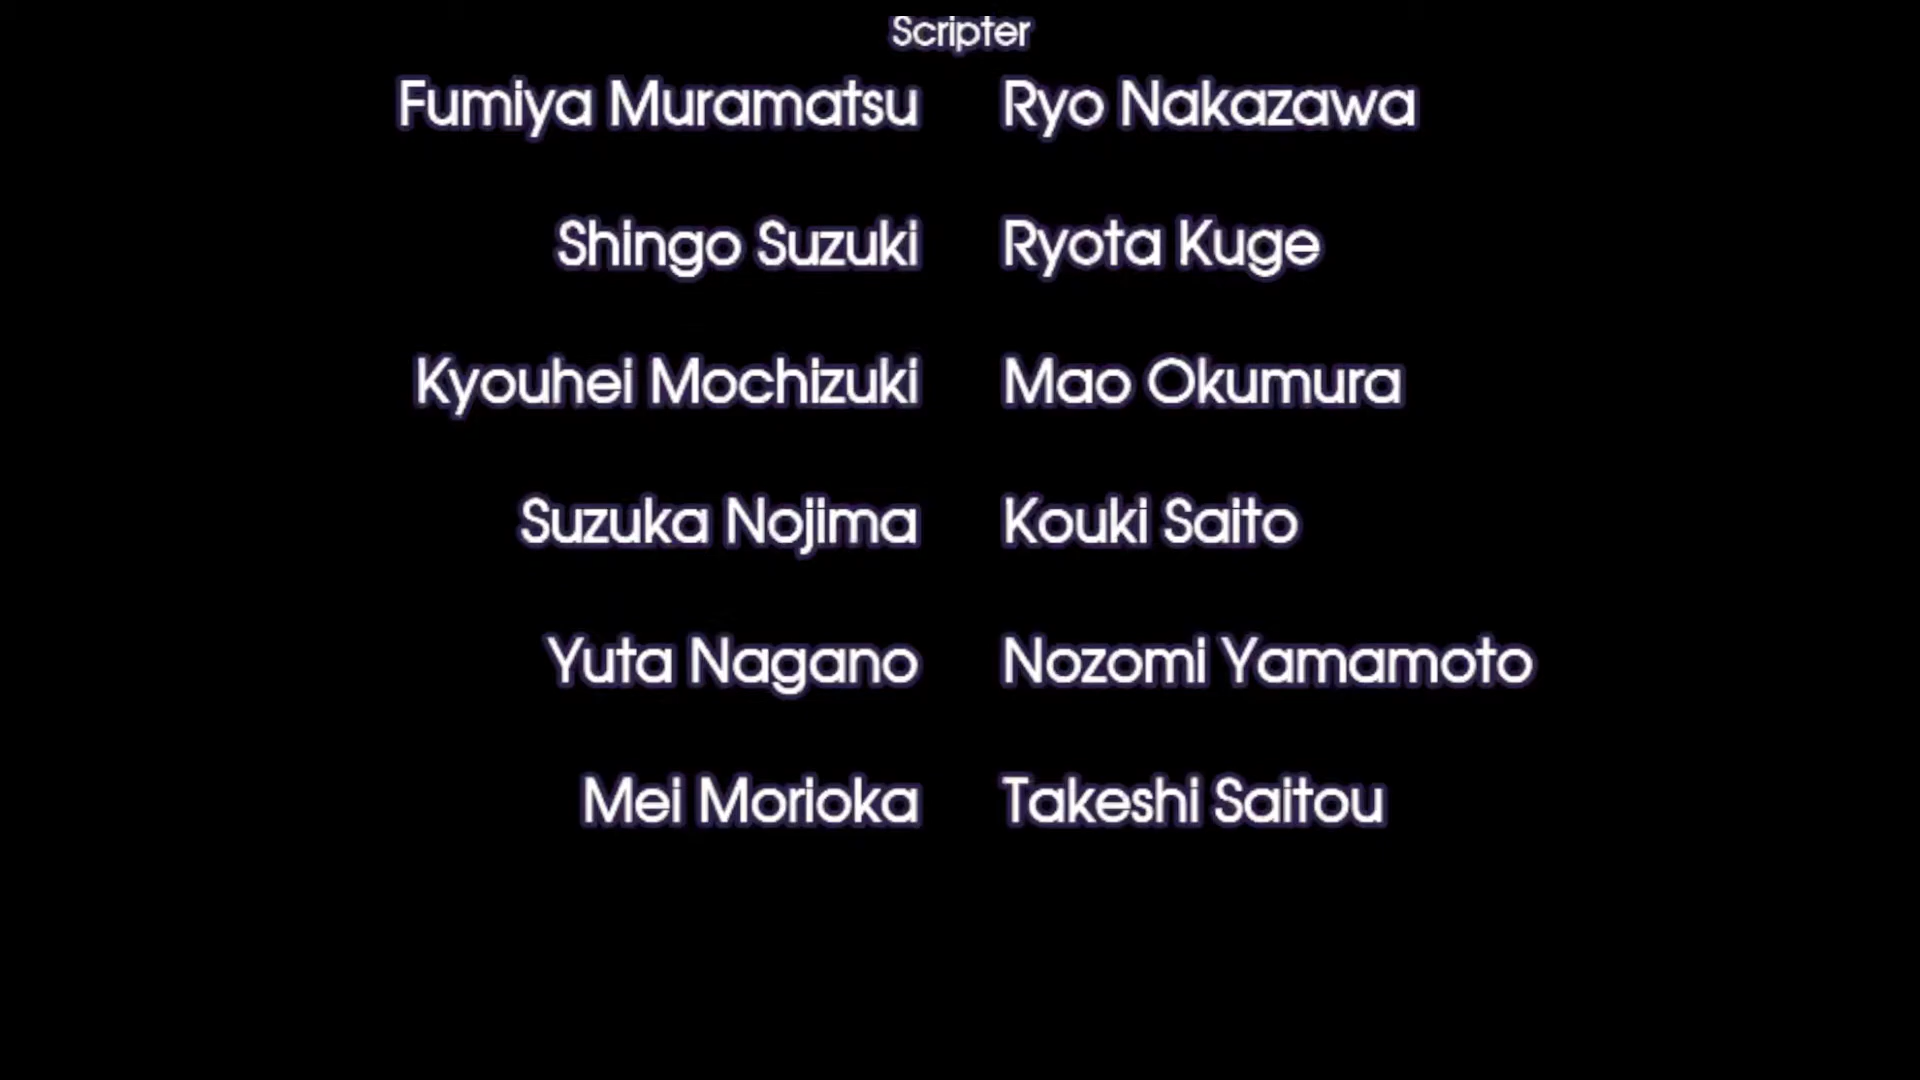 Scripter
Fumiya Muramatsu Ryo Nakazawa
Shingo Suzuki Ryota Kuge
Kyouhei Mochizuki Mao Okumura
Suzuka Nojima Kouki Saito
Yuta Nagano Nozomi Yamamoto
Mei Morioka Takeshi Saitou